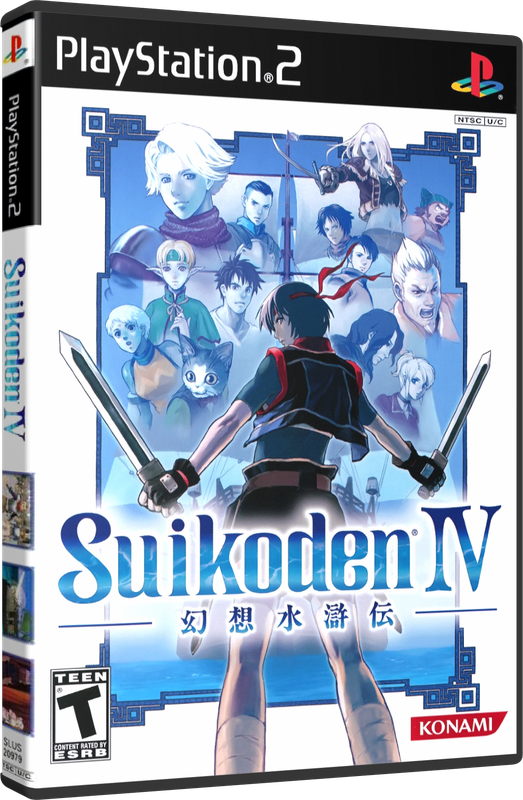 PlayStation®2
NTSC U/C
Suikoden® IV
幻想水滸伝
TEEN
T
CONTENT RATED BY
ESRB
KONAMI
PlayStation®2
Suikoden IV
SLUS
20979
NTSC U/C